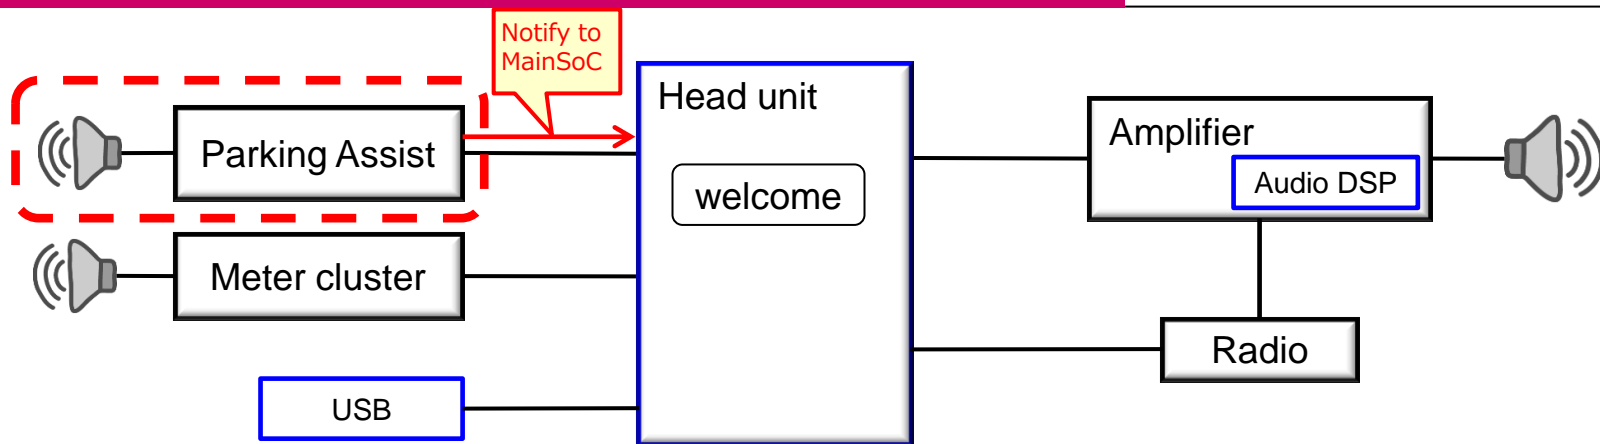 Notify to
MainSoC
Head unit
Parking Assist
Amplifier
Audio DSP
welcome
Meter cluster
Radio
USB